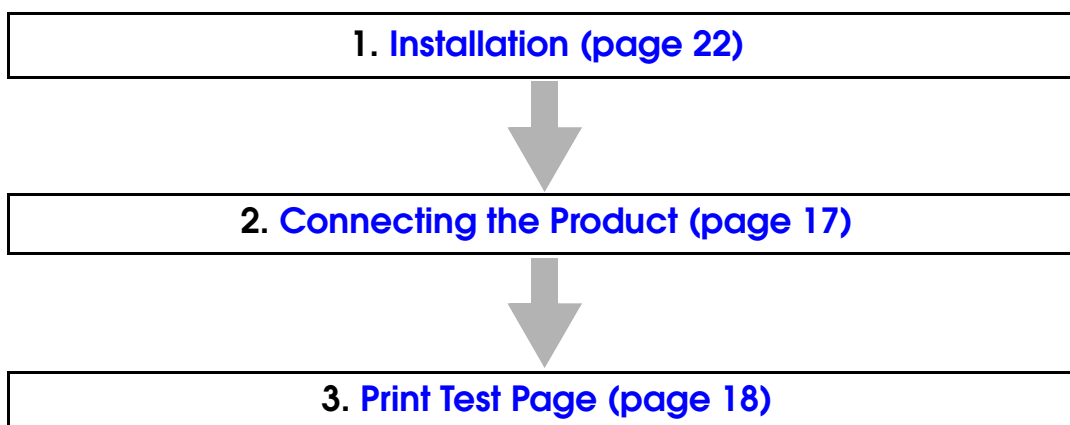 1. Installation (page 22)
2. Connecting the Product (page 17)
3. Print Test Page (page 18)